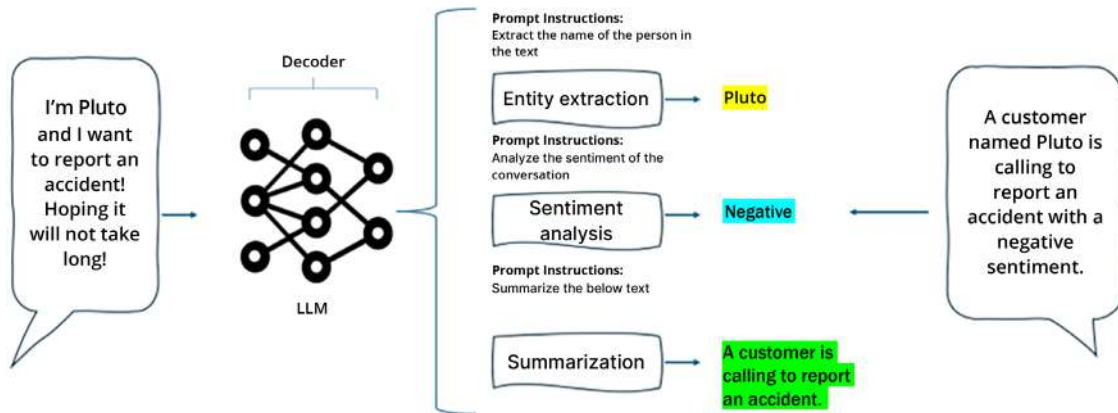 I'm Pluto
and I want
to report an
accident!
Hoping it
will not take
long!
Decoder
LLM
Prompt Instructions:
Extract the name of the person in
the text
Entity extraction
Pluto
Prompt Instructions:
Analyze the sentiment of the
conversation
Sentiment
analysis
Negative
Prompt Instructions:
Summarize the below text
Summarization
A customer is
calling to report
an accident.
A customer
named Pluto is
calling to
report an
accident with a
negative
sentiment.